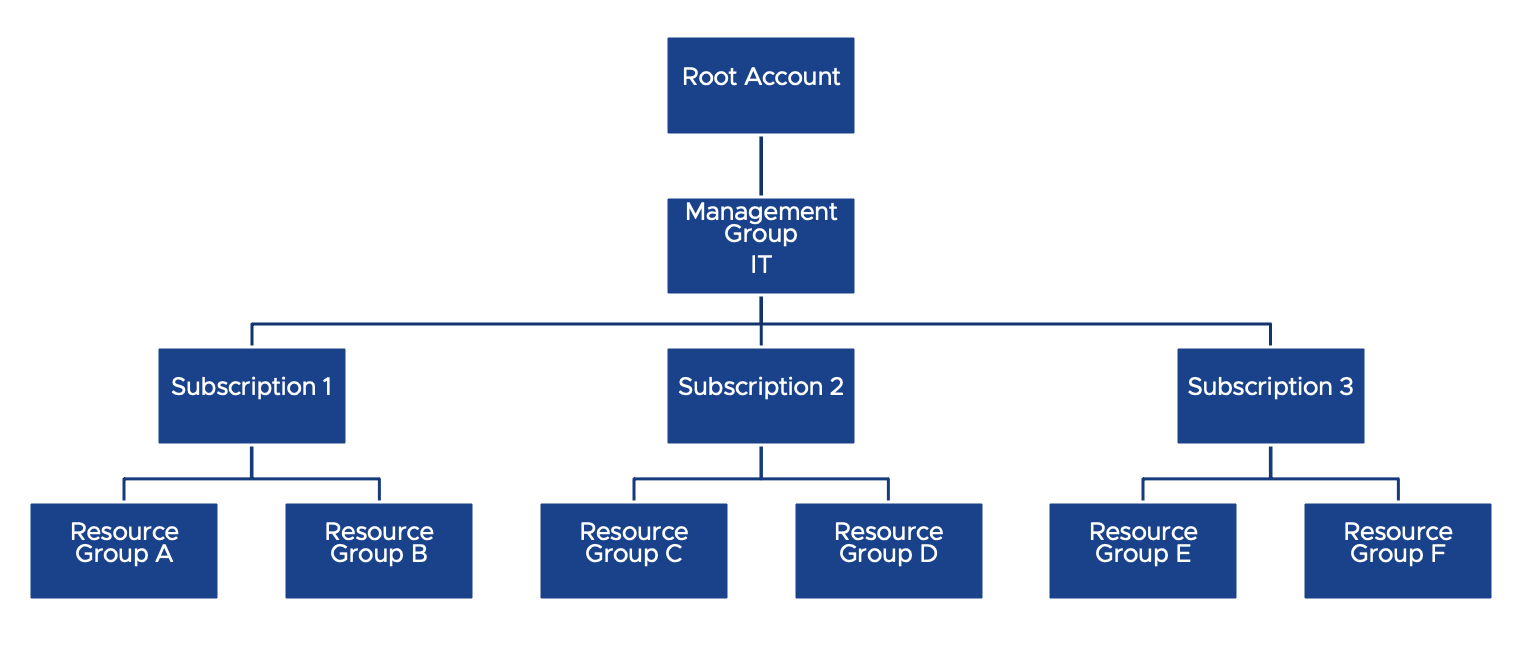 Root Account
Management
Group
IT
Subscription 1
Subscription 2
Subscription 3
Resource
Group A
Resource
Group B
Resource
Group C
Resource
Group D
Resource
Group E
Resource
Group F